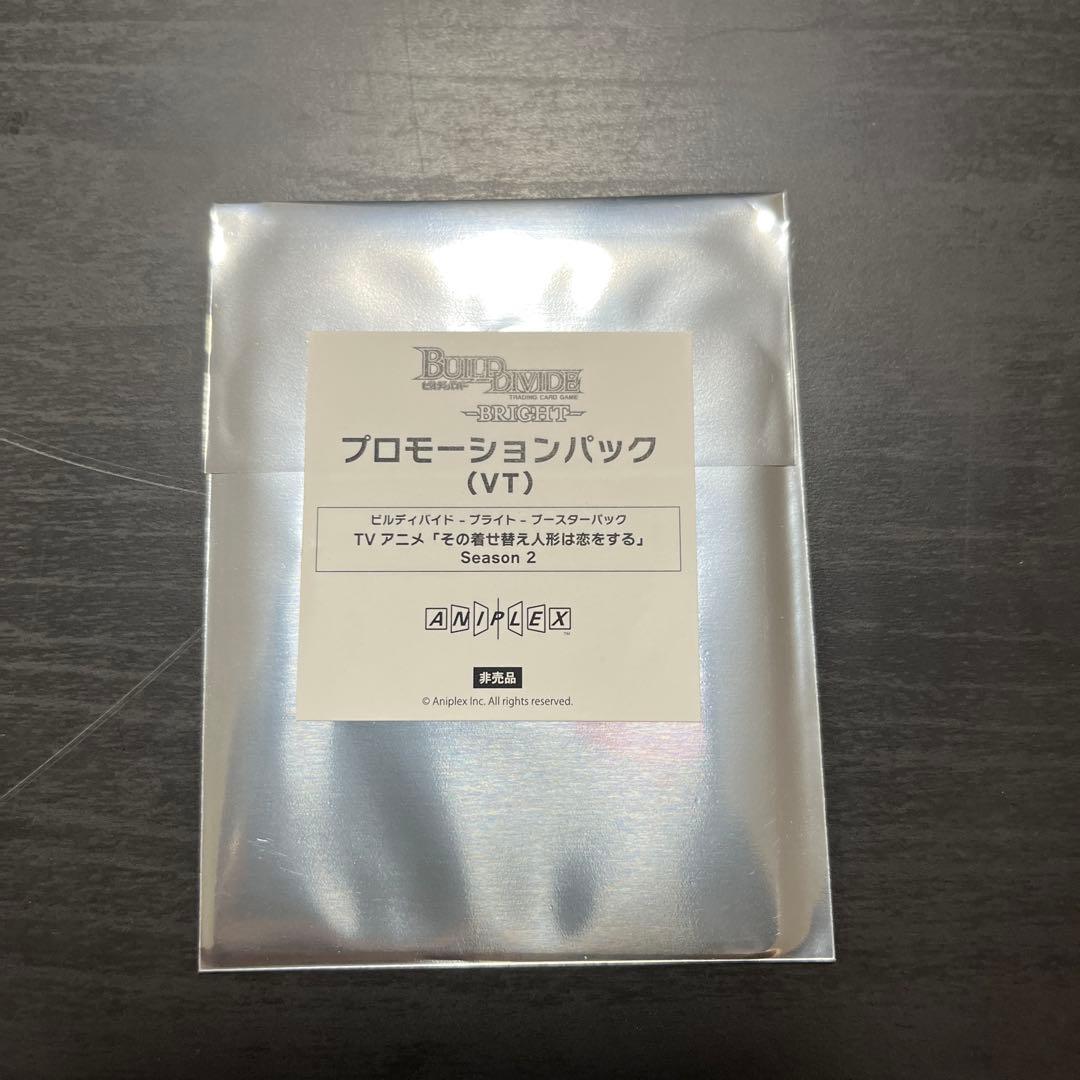 BUILD DIVIDE
ビルディバイド
TRADING CARD GAME
-BRIGHT-
プロモーションパック
(VT)
ビルディバイド - ブライト - ブースターパック
TV アニメ「その着せ替え人形は恋をする」
Season 2
ANIPLEX
TM
非売品
© Aniplex Inc. All rights reserved.